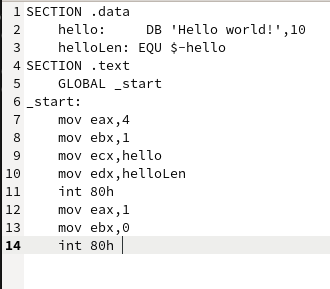 1 SECTION .data
2     hello:     DB 'Hello world!',10
3     helloLen: EQU $-hello
4 SECTION .text
5     GLOBAL _start
6 _start:
7     mov eax,4
8     mov ebx,1
9     mov ecx,hello
10     mov edx,helloLen
11     int 80h
12     mov eax,1
13     mov ebx,0
14     int 80h